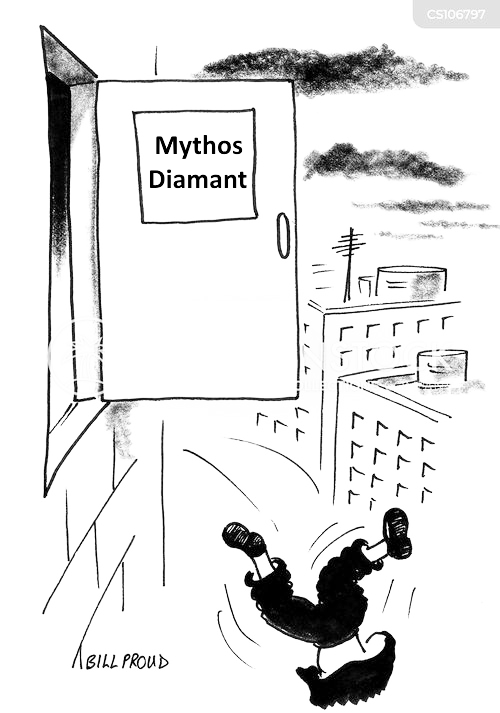 CS106797
Mythos
Diamant
BILL PROUD